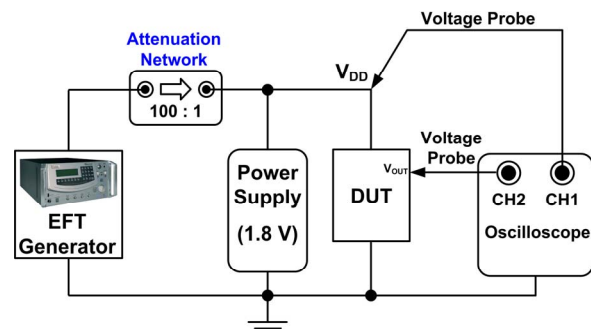 Voltage Probe
Attenuation
Network
100 : 1
VDD
Voltage
Probe
EFT
Generator
Power
Supply
(1.8 V)
VOUT
DUT
CH2
CH1
Oscilloscope